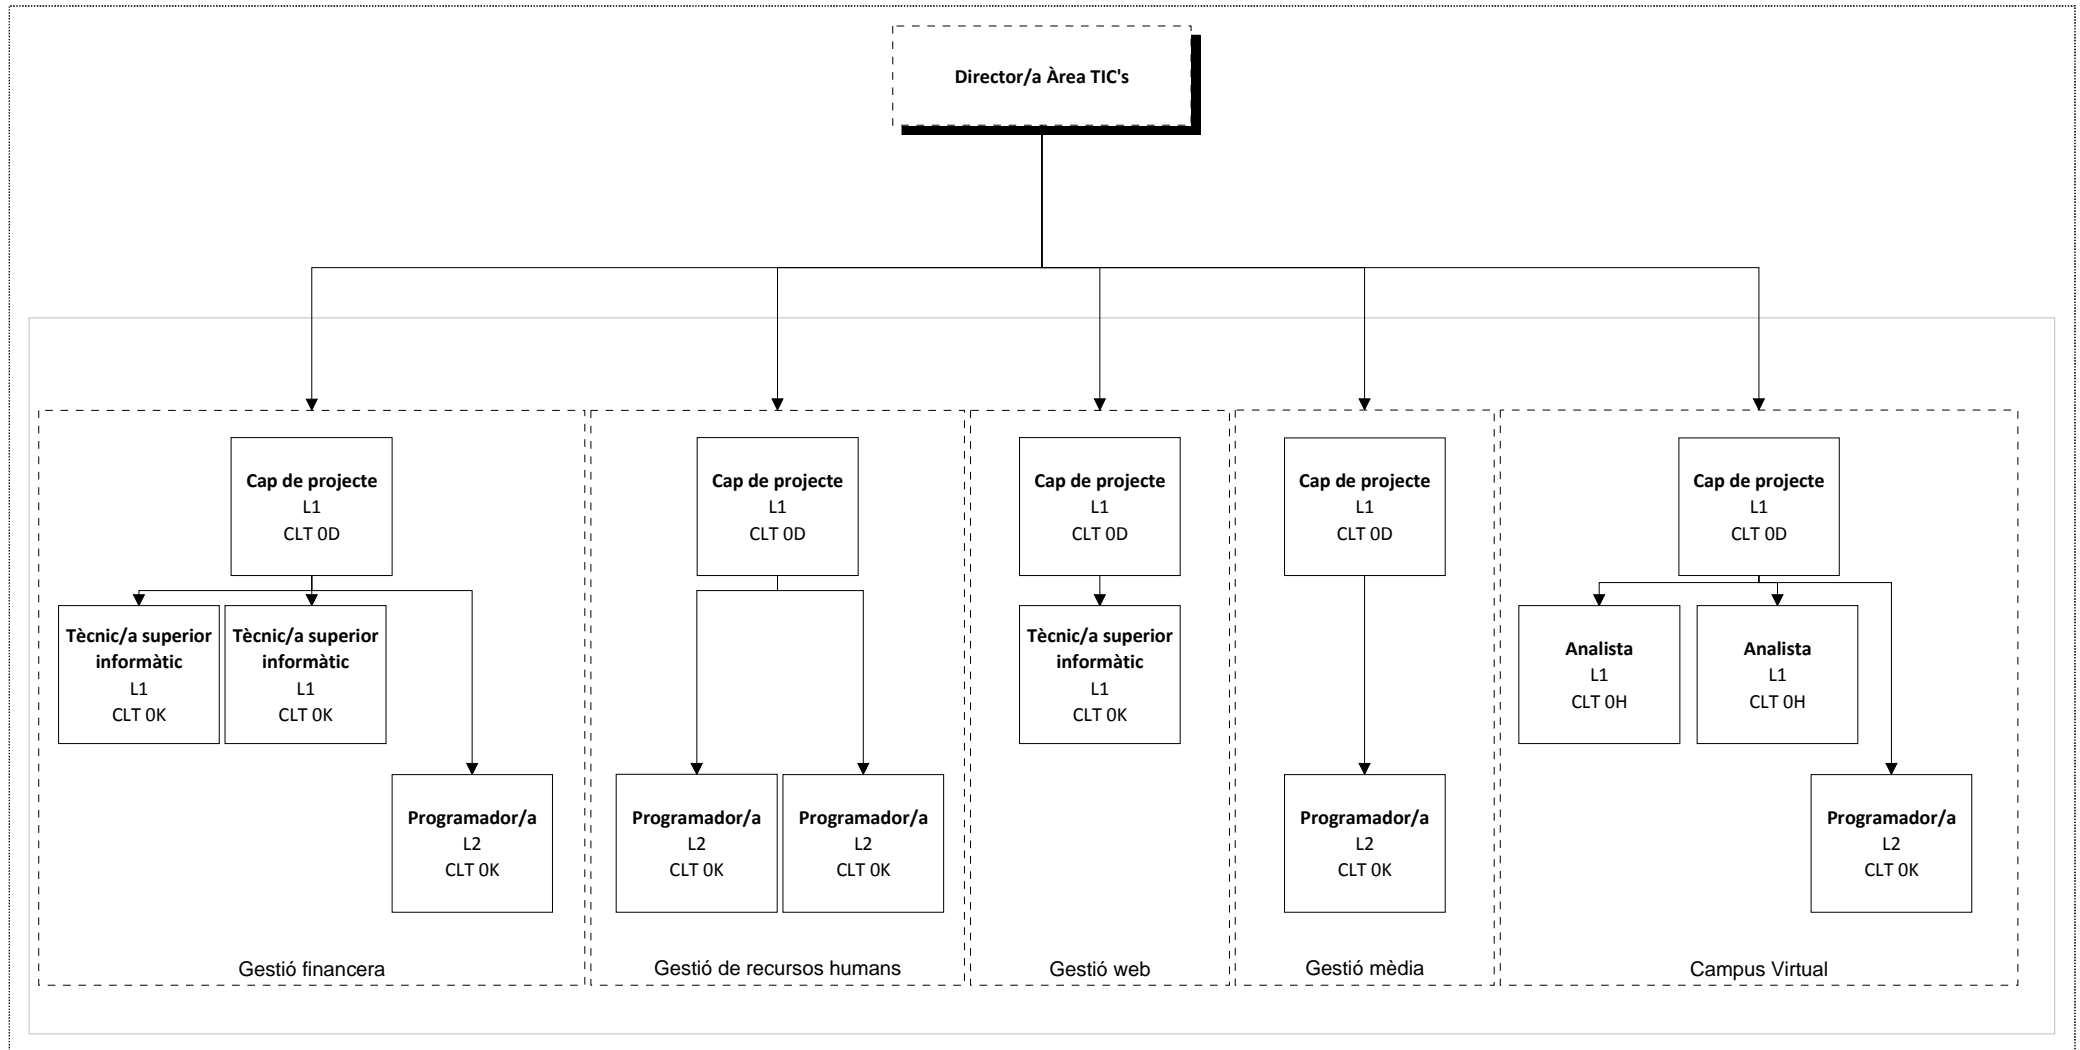 Director/a Àrea TIC's
Cap de projecte
L1
CLT 0D
Tècnic/a superior
informàtic
L1
CLT 0K
Tècnic/a superior
informàtic
L1
CLT 0K
Programador/a
L2
CLT 0K
Gestió financera
Cap de projecte
L1
CLT 0D
Programador/a
L2
CLT 0K
Programador/a
L2
CLT 0K
Gestió de recursos humans
Cap de projecte
L1
CLT 0D
Tècnic/a superior
informàtic
L1
CLT 0K
Gestió web
Cap de projecte
L1
CLT 0D
Programador/a
L2
CLT 0K
Gestió mèdia
Cap de projecte
L1
CLT 0D
Analista
L1
CLT 0H
Analista
L1
CLT 0H
Programador/a
L2
CLT 0K
Campus Virtual